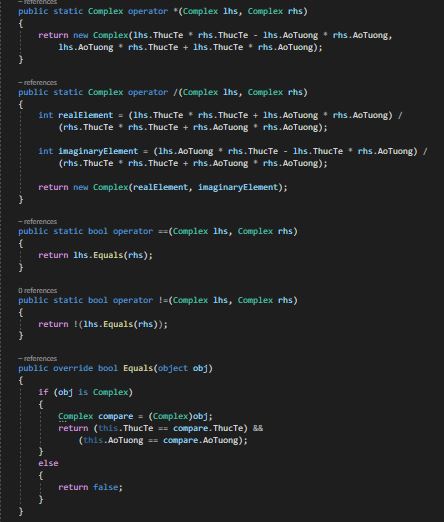 – references
public static Complex operator *(Complex lhs, Complex rhs)
{
return new Complex(lhs.ThucTe * rhs.ThucTe - lhs.AoTuong * rhs.AoTuong,
lhs.AoTuong * rhs.ThucTe + lhs.ThucTe * rhs.AoTuong);
}
– references
public static Complex operator /(Complex lhs, Complex rhs)
{
int realElement = (lhs.ThucTe * rhs.ThucTe + lhs.AoTuong * rhs.AoTuong) /
(rhs.ThucTe * rhs.ThucTe + rhs.AoTuong * rhs.AoTuong);
int imaginaryElement = (lhs.AoTuong * rhs.ThucTe - lhs.ThucTe * rhs.AoTuong) /
(rhs.ThucTe * rhs.ThucTe + rhs.AoTuong * rhs.AoTuong);
return new Complex(realElement, imaginaryElement);
}
– references
public static bool operator ==(Complex lhs, Complex rhs)
{
return lhs.Equals(rhs);
}
0 references
public static bool operator !=(Complex lhs, Complex rhs)
{
return !(lhs.Equals(rhs));
}
– references
public override bool Equals(object obj)
{
if (obj is Complex)
{
Complex compare = (Complex)obj;
return (this.ThucTe == compare.ThucTe) &&
(this.AoTuong == compare.AoTuong);
}
else
{
return false;
}
}